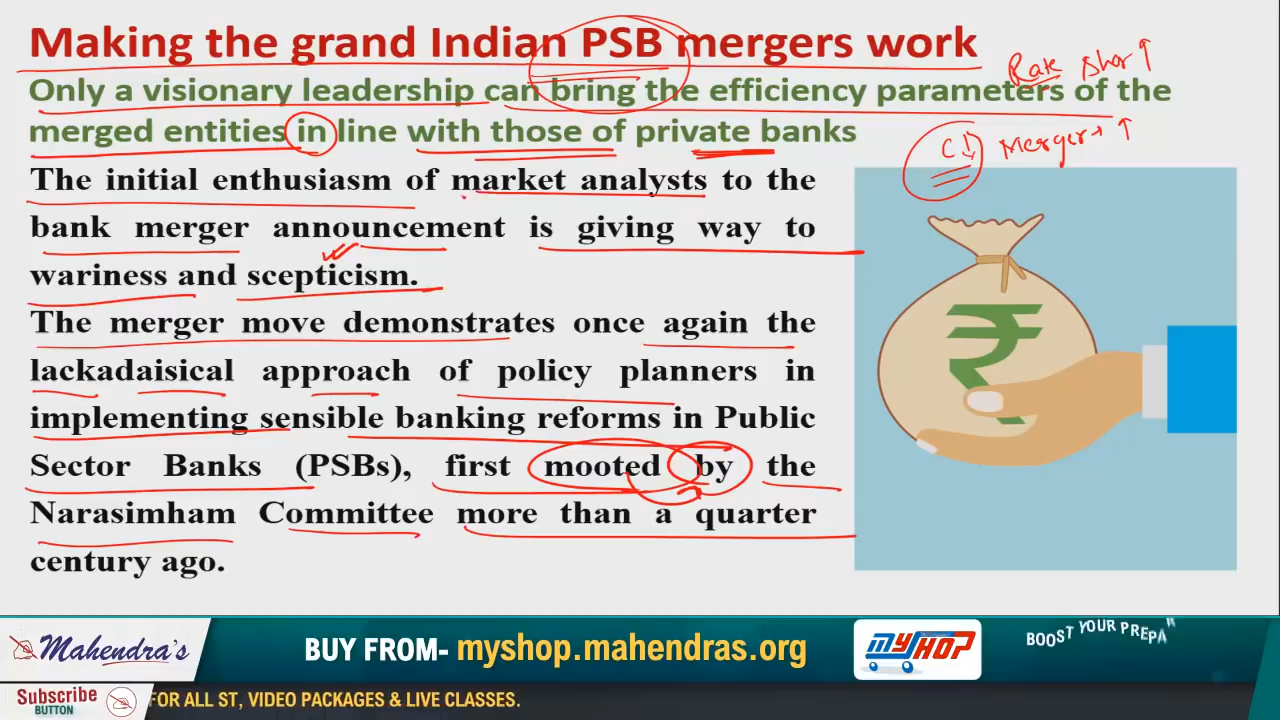 Making the grand Indian PSB mergers work
Only a visionary leadership can bring the efficiency parameters of the
merged entities in line with those of private banks
Rate Shar ↑
C↓ Merger → ↑
The initial enthusiasm of market analysts to the
bank merger announcement is giving way to
wariness and scepticism.
The merger move demonstrates once again the
lackadaisical approach of policy planners in
implementing sensible banking reforms in Public
Sector Banks (PSBs), first mooted by the
Narasimham Committee more than a quarter
century ago.
₹
Mahendra's
BUY FROM- myshop.mahendras.org
MY SHOP
BOOST YOUR PREPA
Subscribe
BUTTON
FOR ALL ST, VIDEO PACKAGES & LIVE CLASSES.